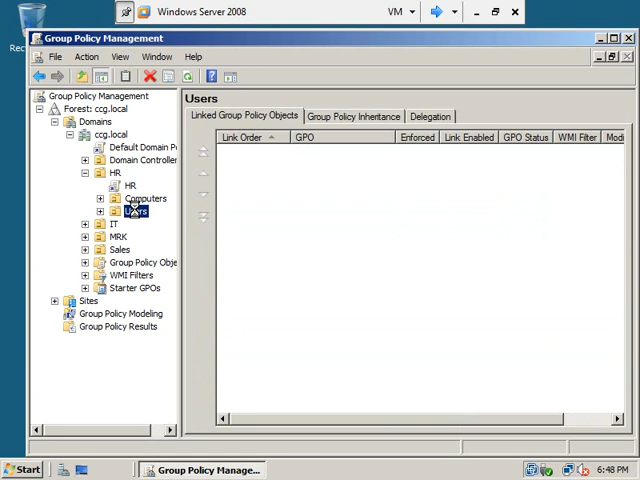 Windows Server 2008
VM
Recy
Group Policy Management
File Action View Window Help
Group Policy Management
Forest: ccg.local
Domains
ccg.local
Default Domain P
Domain Controller
HR
HR
Computers
Users
IT
MRK
Sales
Group Policy Obje
WMI Filters
Starter GPOs
Sites
Group Policy Modeling
Group Policy Results
Users
Linked Group Policy Objects Group Policy Inheritance Delegation
Link Order GPO Enforced Link Enabled GPO Status WMI Filter Modi
Start Group Policy Manage... 6:48 PM